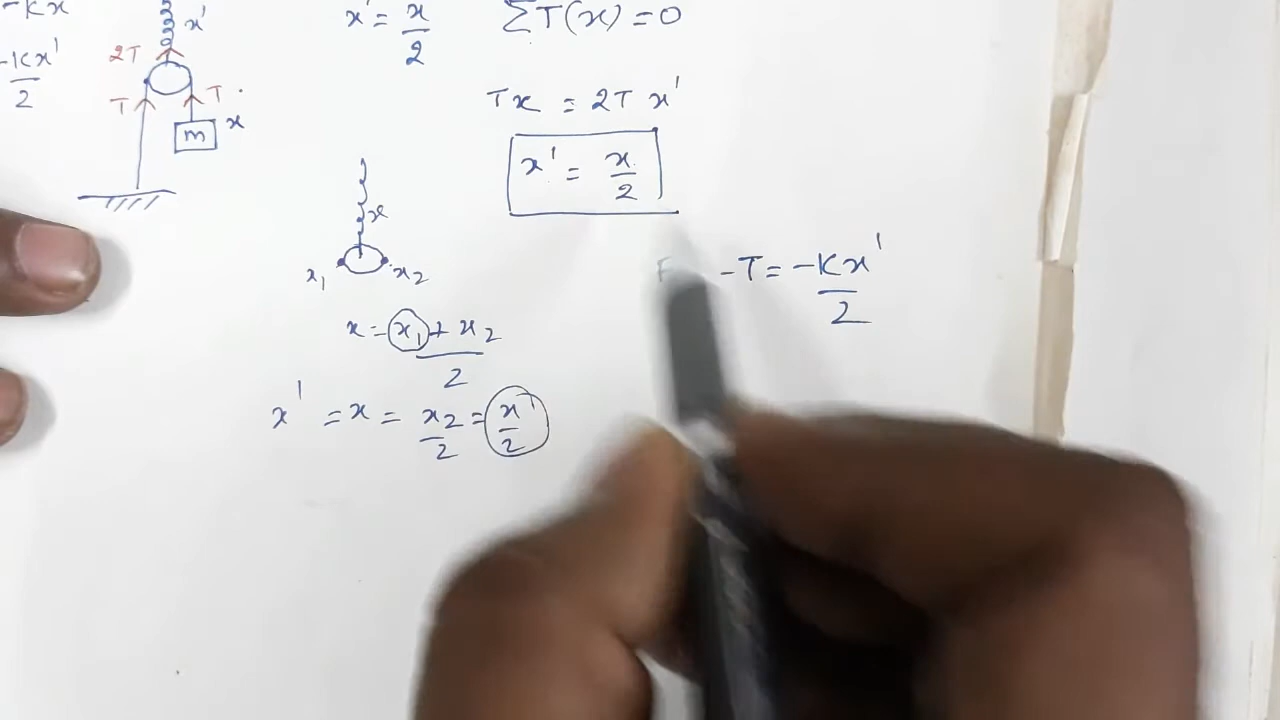 -Kx
x'
x' = x/2
ΣT(x) = 0
-Kx'/2
2T
T
T
m
x
Tx = 2T x'
x' = x/2
x
x₁
x₂
F
-T = -Kx'/2
x = x₁ + x₂/2
x' = x = x₂/2 = x/2